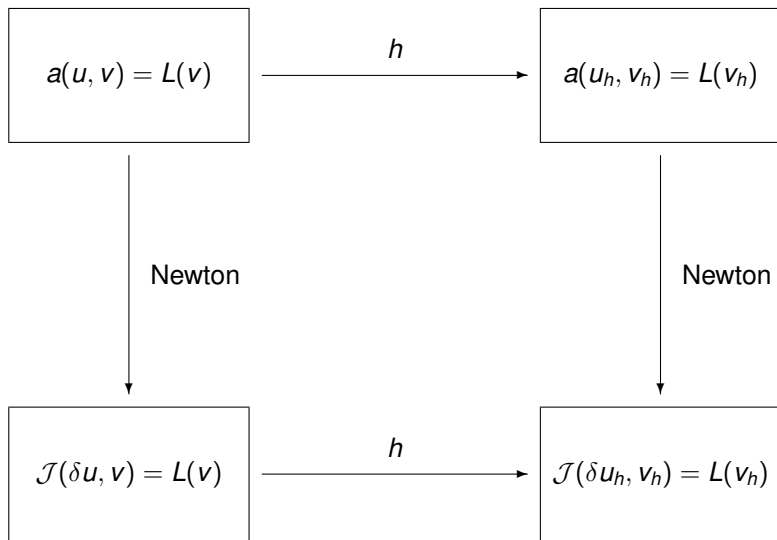 h
a(u, v) = L(v)
a(u_h, v_h) = L(v_h)
Newton
Newton
h
𝒥(δu, v) = L(v)
𝒥(δu_h, v_h) = L(v_h)